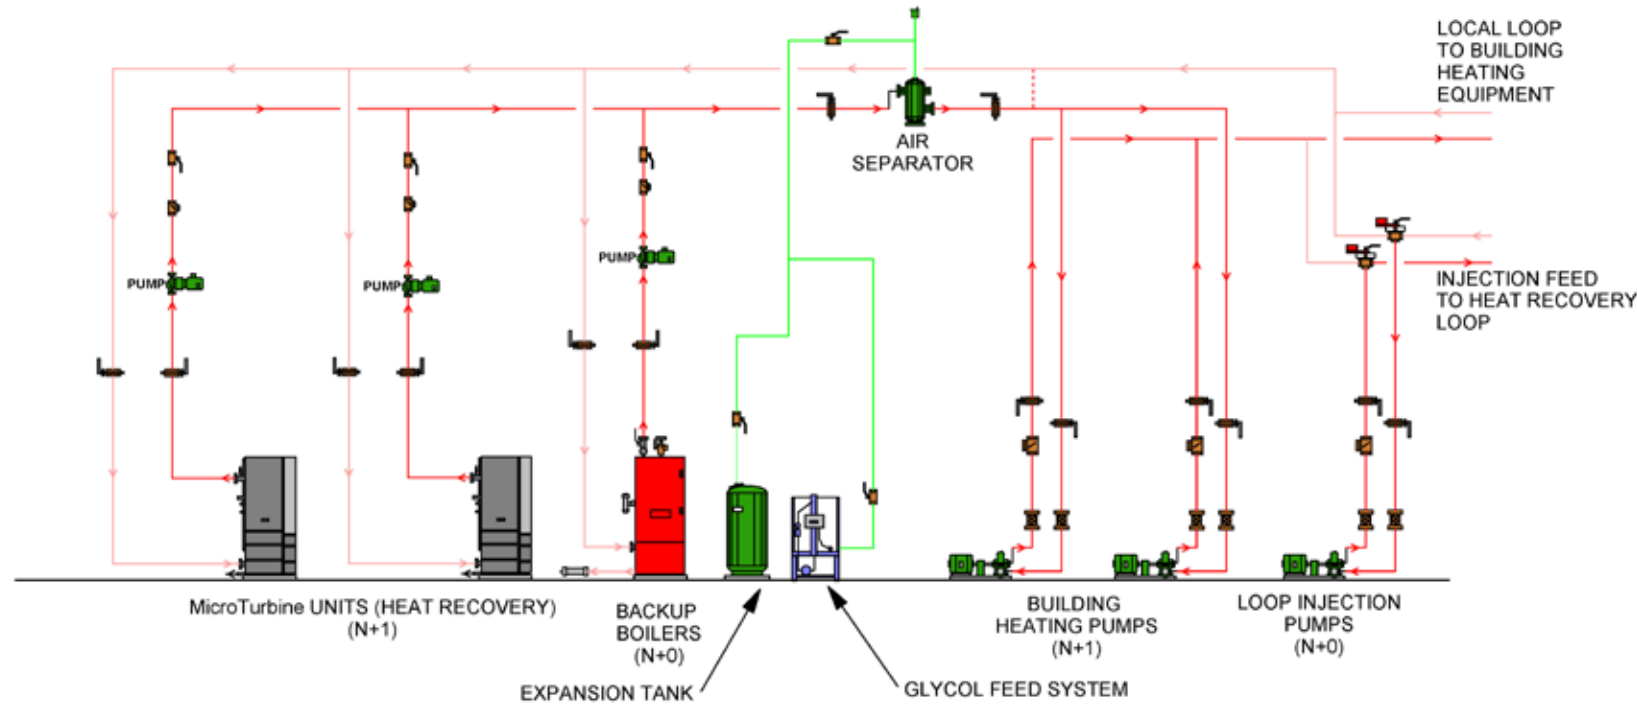 LOCAL LOOP
TO BUILDING
HEATING
EQUIPMENT
AIR
SEPARATOR
PUMP
PUMP
PUMP
INJECTION FEED
TO HEAT RECOVERY
LOOP
MicroTurbine UNITS (HEAT RECOVERY)
(N+1)
BACKUP
BOILERS
(N+0)
BUILDING
HEATING PUMPS
(N+1)
LOOP INJECTION
PUMPS
(N+0)
EXPANSION TANK
GLYCOL FEED SYSTEM